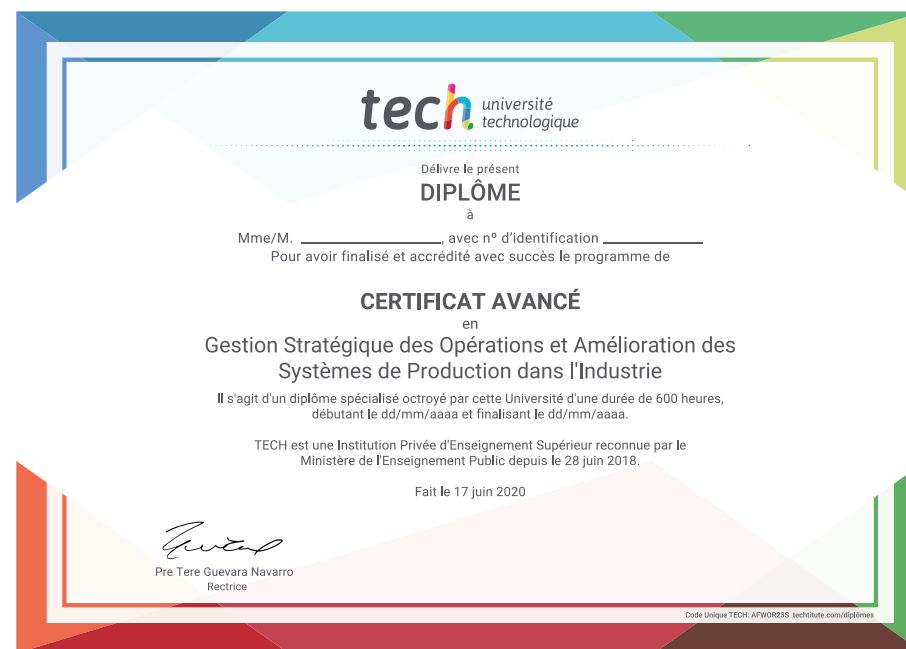 tech université
technologique
Délivre le présent
DIPLÔME
à
Mme/M. ____________________, avec nº d'identification ______________
Pour avoir finalisé et accrédité avec succès le programme de
CERTIFICAT AVANCÉ
en
Gestion Stratégique des Opérations et Amélioration des
Systèmes de Production dans l'Industrie
Il s'agit d'un diplôme spécialisé octroyé par cette Université d'une durée de 600 heures,
débutant le dd/mm/aaaa et finalisant le dd/mm/aaaa.
TECH est une Institution Privée d'Enseignement Supérieur reconnue par le
Ministère de l'Enseignement Public depuis le 28 juin 2018.
Fait le 17 juin 2020
Pre Tere Guevara Navarro
Rectrice
Code Unique TECH: AFWOR23S techtitute.com/diplômes